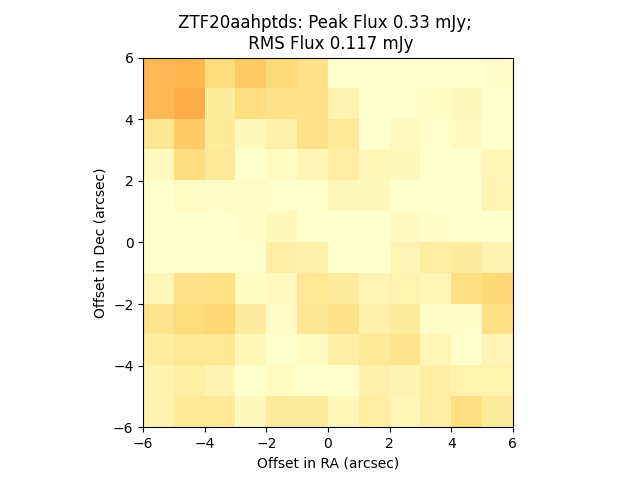 ZTF20aahptds: Peak Flux 0.33 mJy;
RMS Flux 0.117 mJy
6
4
2
0
−2
−4
−6
Offset in Dec (arcsec)
−6 −4 −2 0 2 4 6
Offset in RA (arcsec)